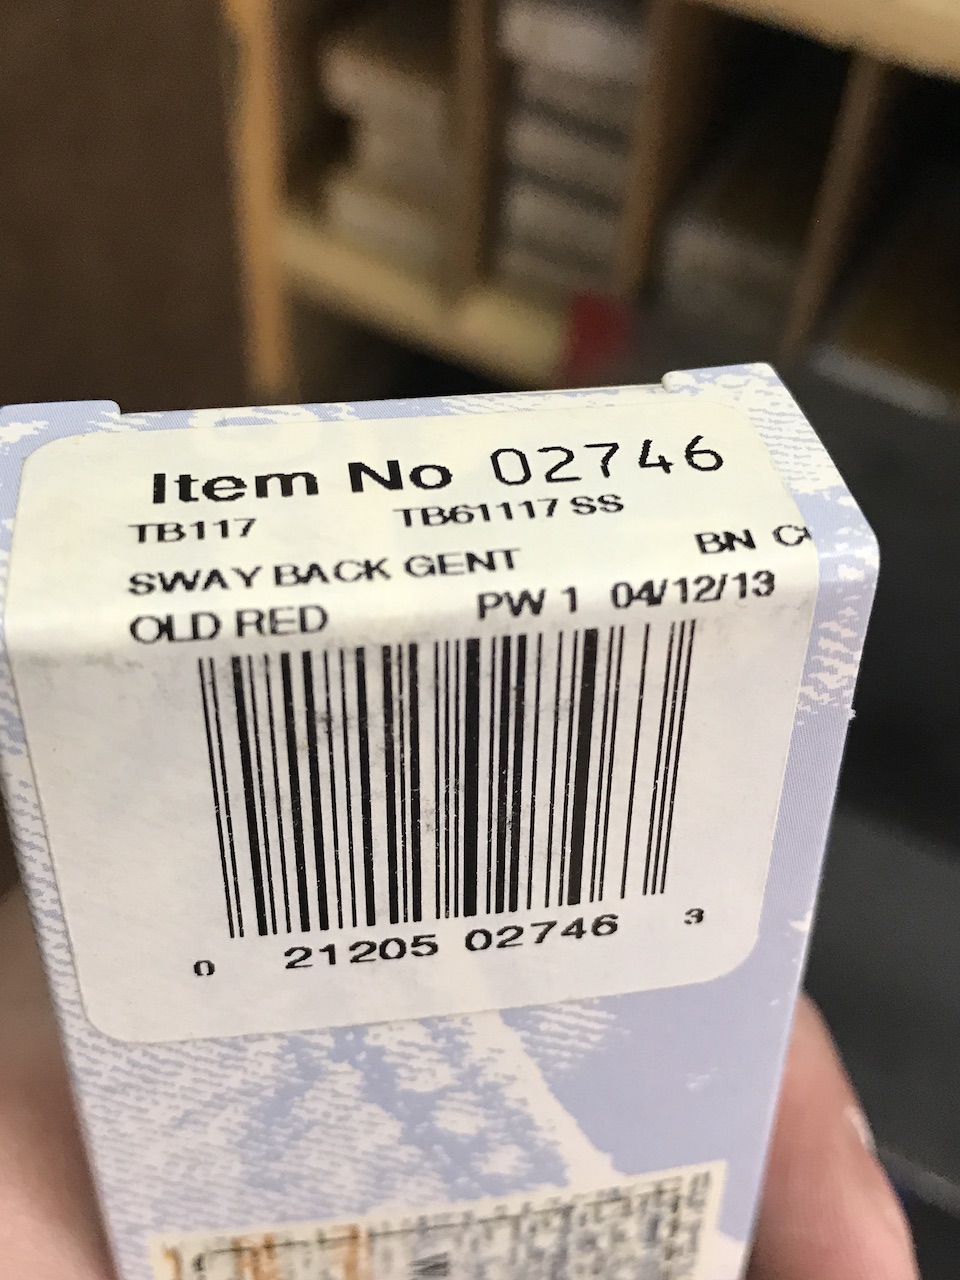 Item No 02746
TB117 TB61117 SS
SWAY BACK GENT BN
OLD RED PW 1 04/12/13
0 21205 02746 3